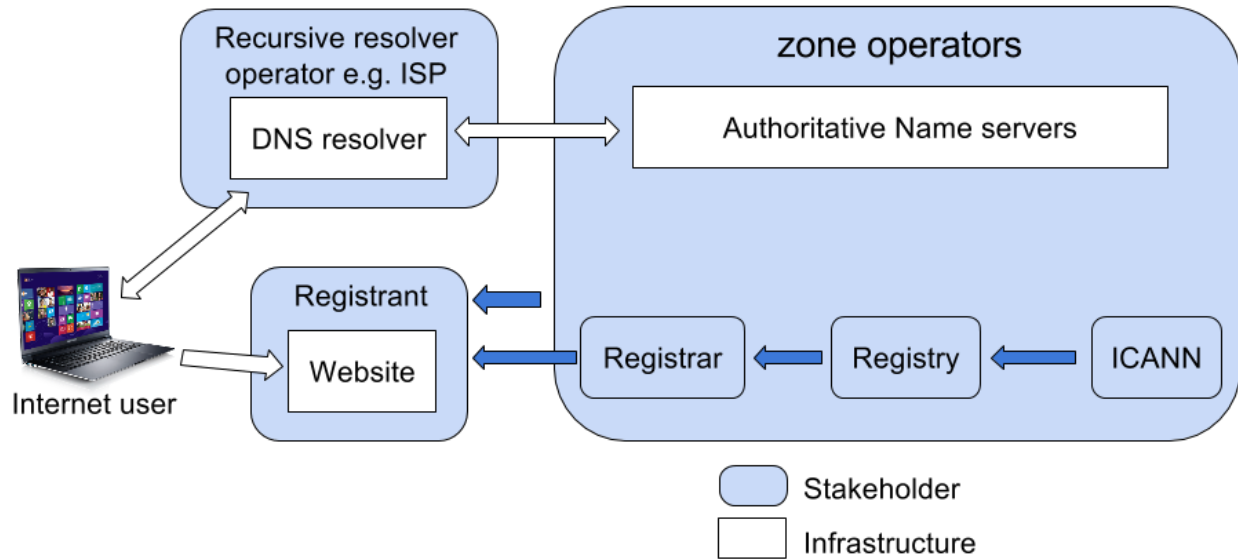 Recursive resolver
operator e.g. ISP
DNS resolver
zone operators
Authoritative Name servers
Internet user
Registrant
Website
Registrar
Registry
ICANN
Stakeholder
Infrastructure